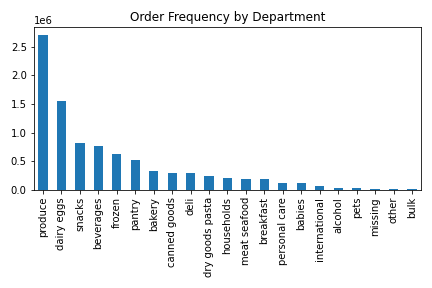 Order Frequency by Department
1e6
2.5
2.0
1.5
1.0
0.5
0.0
produce
dairy eggs
snacks
beverages
frozen
pantry
bakery
canned goods
deli
dry goods pasta
households
meat seafood
breakfast
personal care
babies
international
alcohol
pets
missing
other
bulk